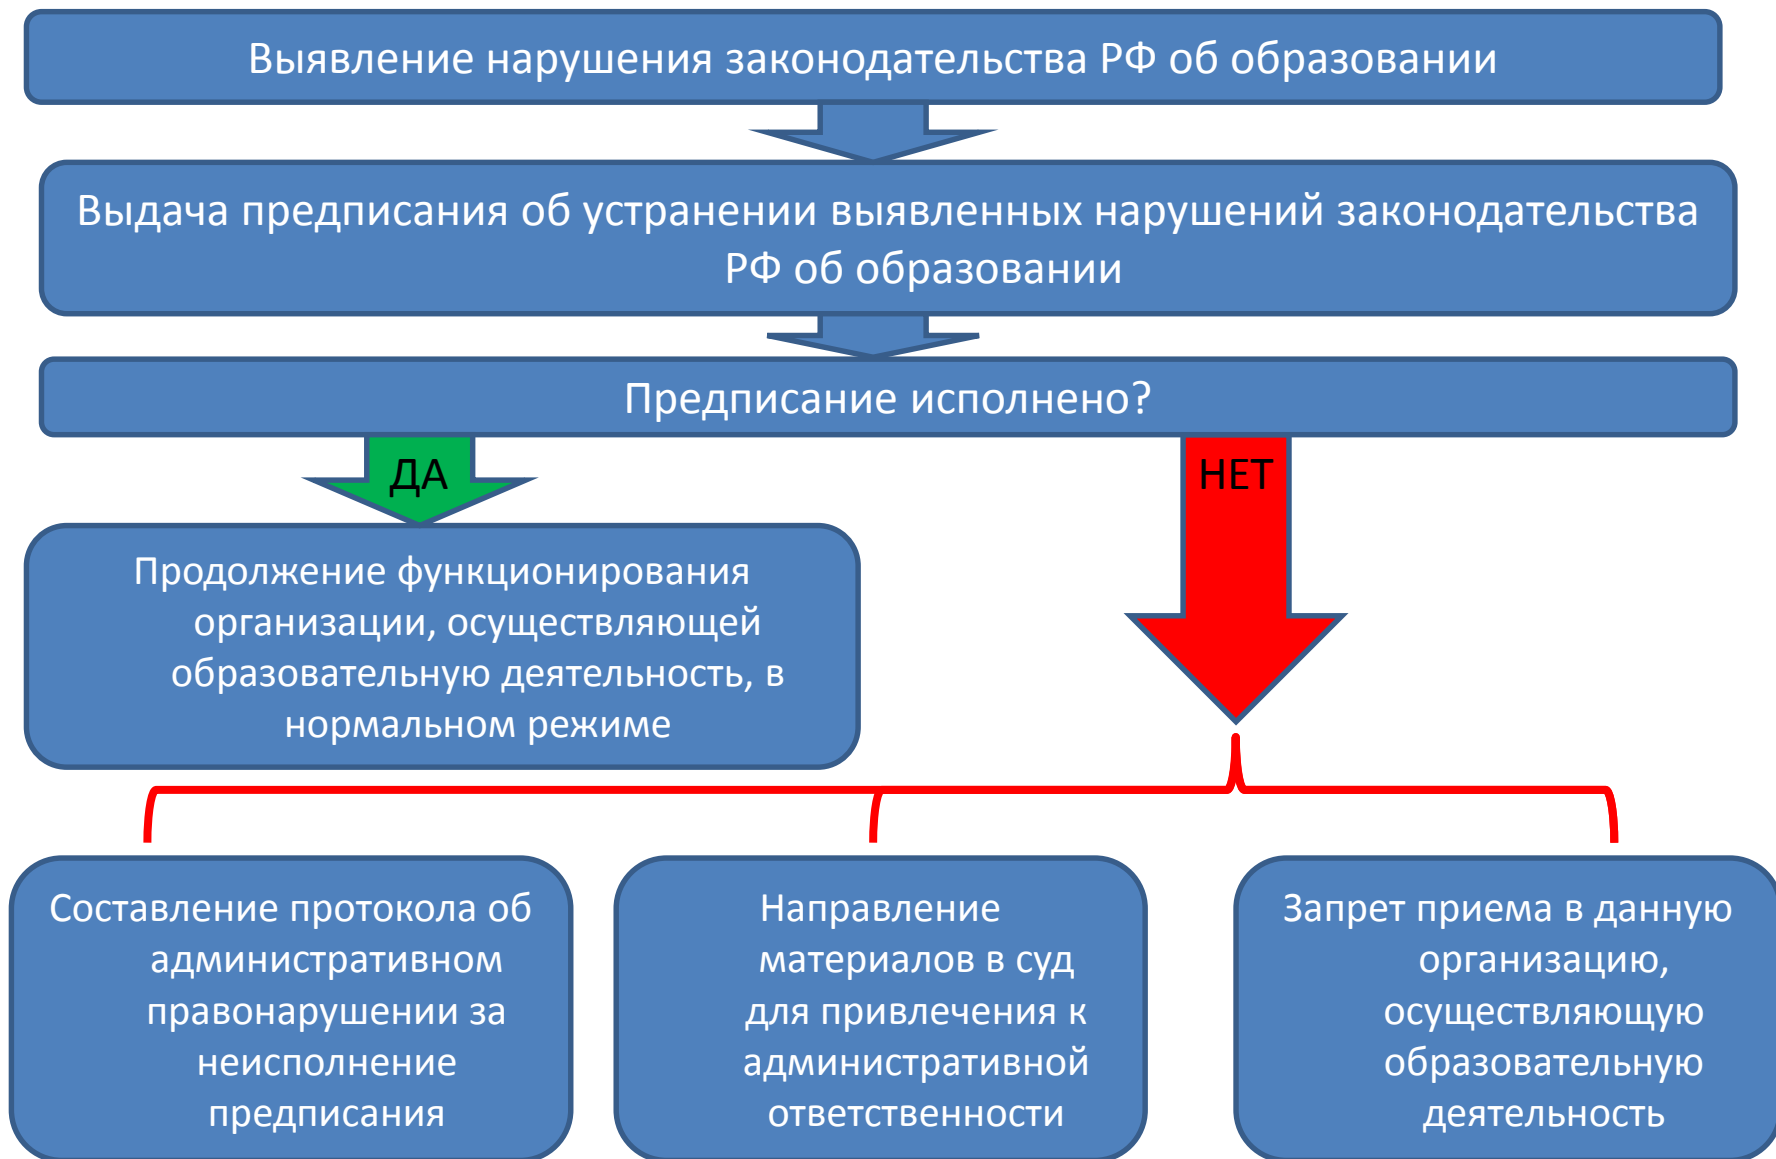 Выявление нарушения законодательства РФ об образовании
Выдача предписания об устранении выявленных нарушений законодательства
РФ об образовании
Предписание исполнено?
ДА
НЕТ
Продолжение функционирования
организации, осуществляющей
образовательную деятельность, в
нормальном режиме
Составление протокола об
административном
правонарушении за
неисполнение
предписания
Направление
материалов в суд
для привлечения к
административной
ответственности
Запрет приема в данную
организацию,
осуществляющую
образовательную
деятельность